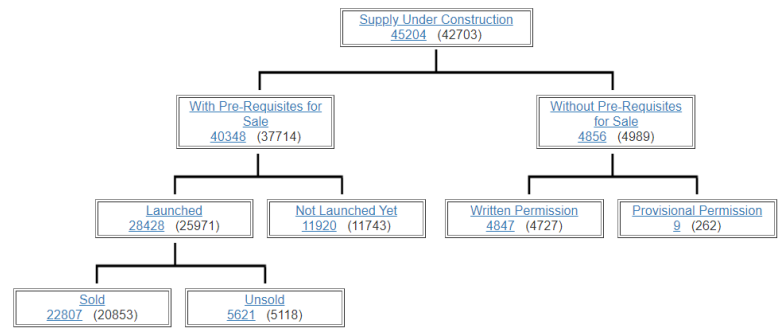 Supply Under Construction
45204 (42703)
With Pre-Requisites for
Sale
40348 (37714)
Without Pre-Requisites
for Sale
4856 (4989)
Launched
28428 (25971)
Not Launched Yet
11920 (11743)
Written Permission
4847 (4727)
Provisional Permission
9 (262)
Sold
22807 (20853)
Unsold
5621 (5118)